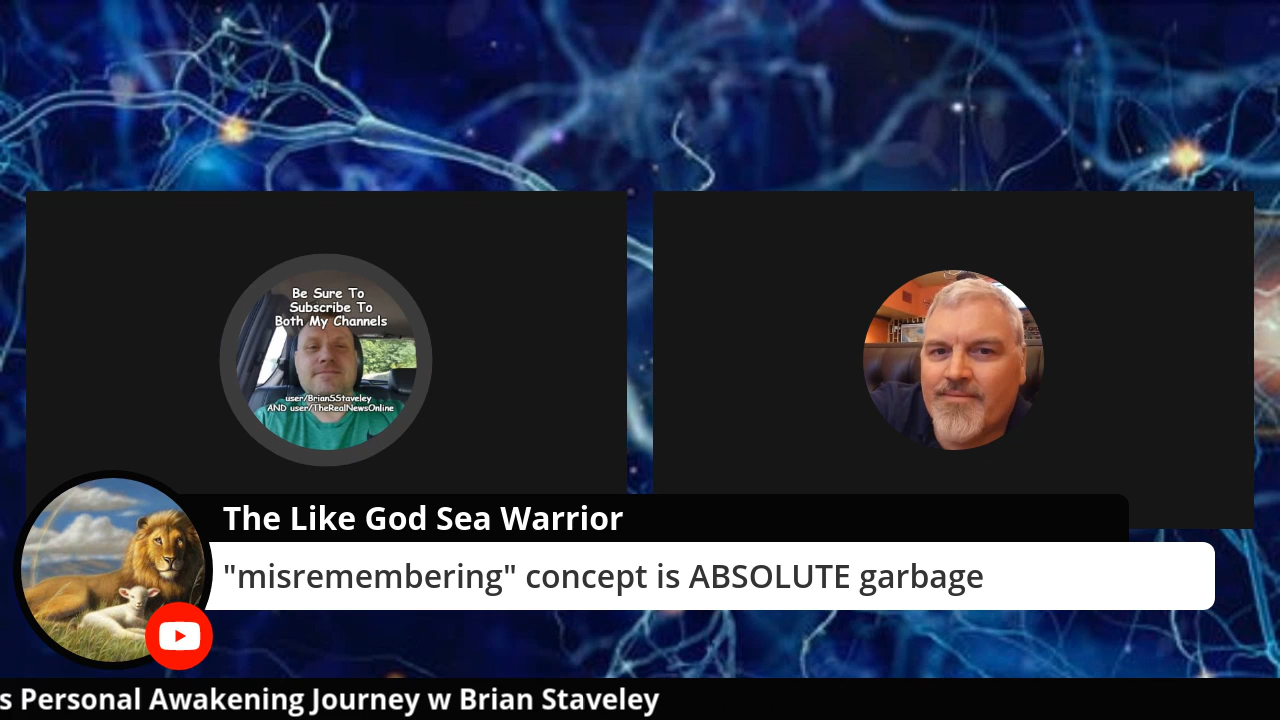 Be Sure To
Subscribe To
Both My Channels
user/BrianSStaveley
AND user/TheRealNewsOnline
The Like God Sea Warrior
"misremembering" concept is ABSOLUTE garbage
s Personal Awakening Journey w Brian Staveley